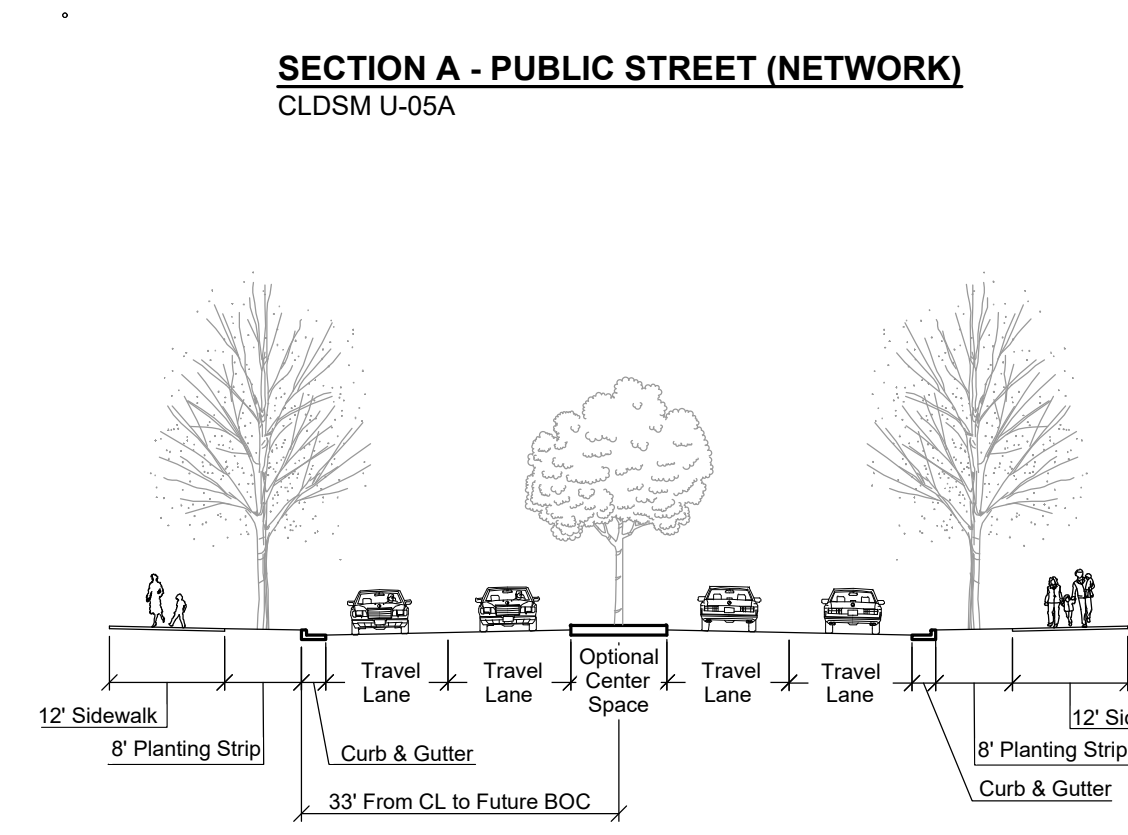 SECTION A - PUBLIC STREET (NETWORK)
CLDSM U-05A
Travel
Lane
Travel
Lane
Optional
Center
Space
Travel
Lane
Travel
Lane
12' Sidewalk
8' Planting Strip
Curb & Gutter
33' From CL to Future BOC
12'
8' Planting Strip
Curb & Gutter